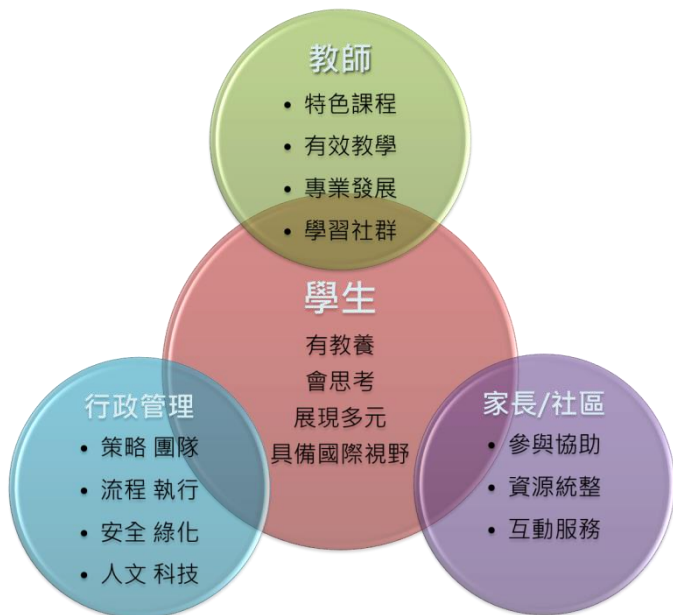 教師
• 特色課程
• 有效教學
• 專業發展
• 學習社群
學生
有教養
會思考
展現多元
具備國際視野
行政管理
• 策略 團隊
• 流程 執行
• 安全 綠化
• 人文 科技
家長/社區
• 參與協助
• 資源統整
• 互動服務